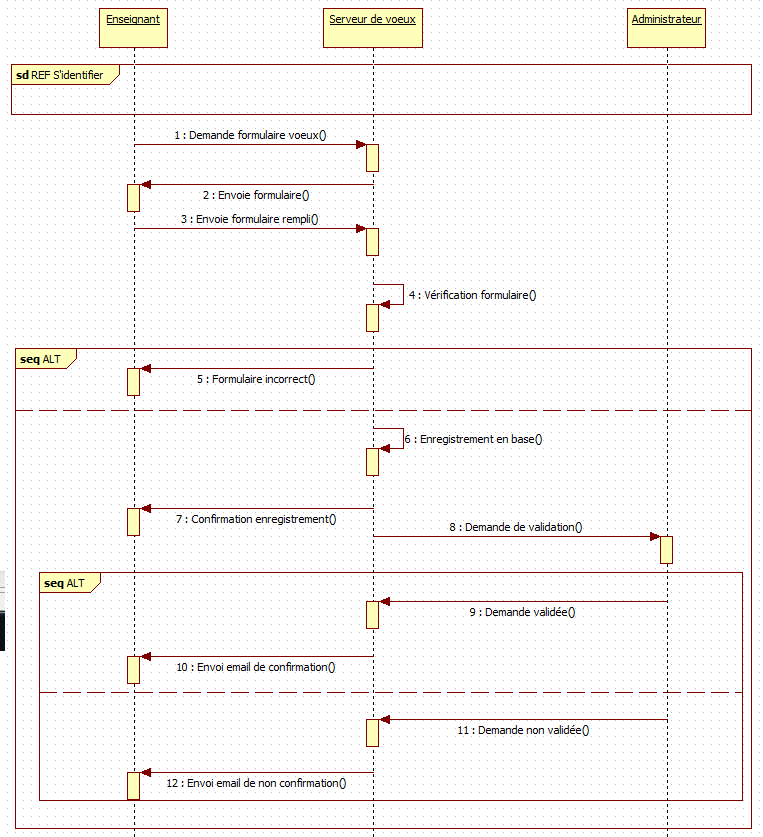 Enseignant
Serveur de voeux
Administrateur
sd REF S'identifier
1 : Demande formulaire voeux()
2 : Envoie formulaire()
3 : Envoie formulaire rempli()
4 : Vérification formulaire()
seq ALT
5 : Formulaire incorrect()
6 : Enregistrement en base()
7 : Confirmation enregistrement()
8 : Demande de validation()
seq ALT
9 : Demande validée()
10 : Envoi email de confirmation()
11 : Demande non validée()
12 : Envoi email de non confirmation()